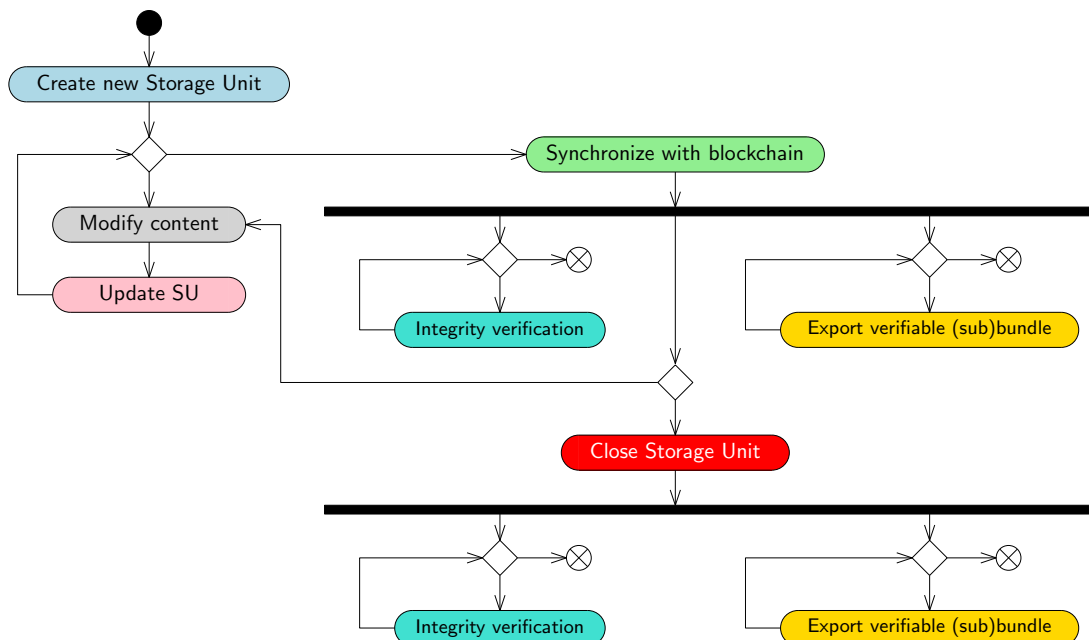 Create new Storage Unit
Synchronize with blockchain
Modify content
Update SU
Integrity verification
Export verifiable (sub)bundle
Close Storage Unit
Integrity verification
Export verifiable (sub)bundle